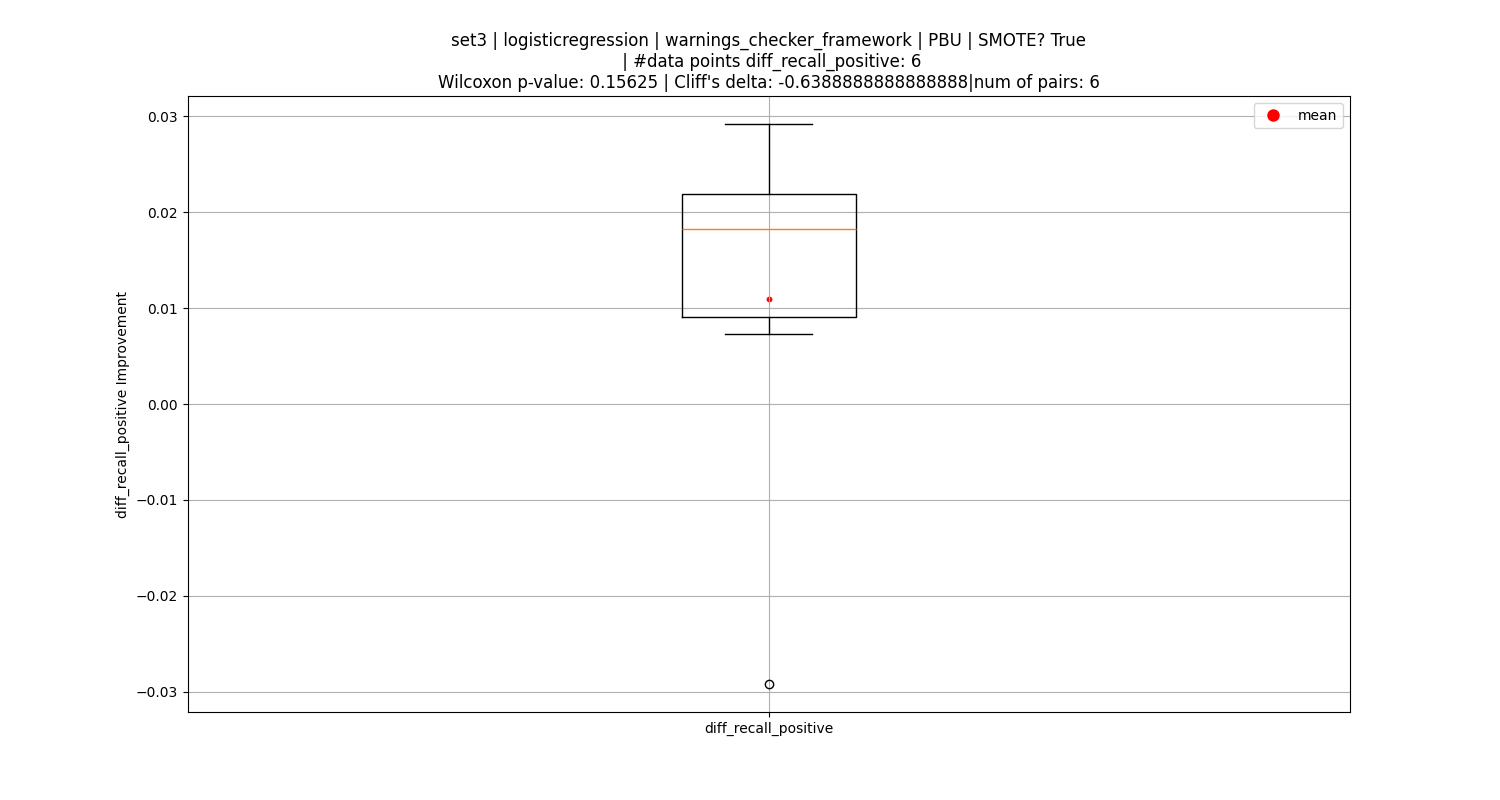 set3 | logisticregression | warnings_checker_framework | PBU | SMOTE? True
| #data points diff_recall_positive: 6
Wilcoxon p-value: 0.15625 | Cliff's delta: -0.6388888888888888|num of pairs: 6
mean
0.03
0.02
0.01
0.00
−0.01
−0.02
−0.03
diff_recall_positive Improvement
diff_recall_positive